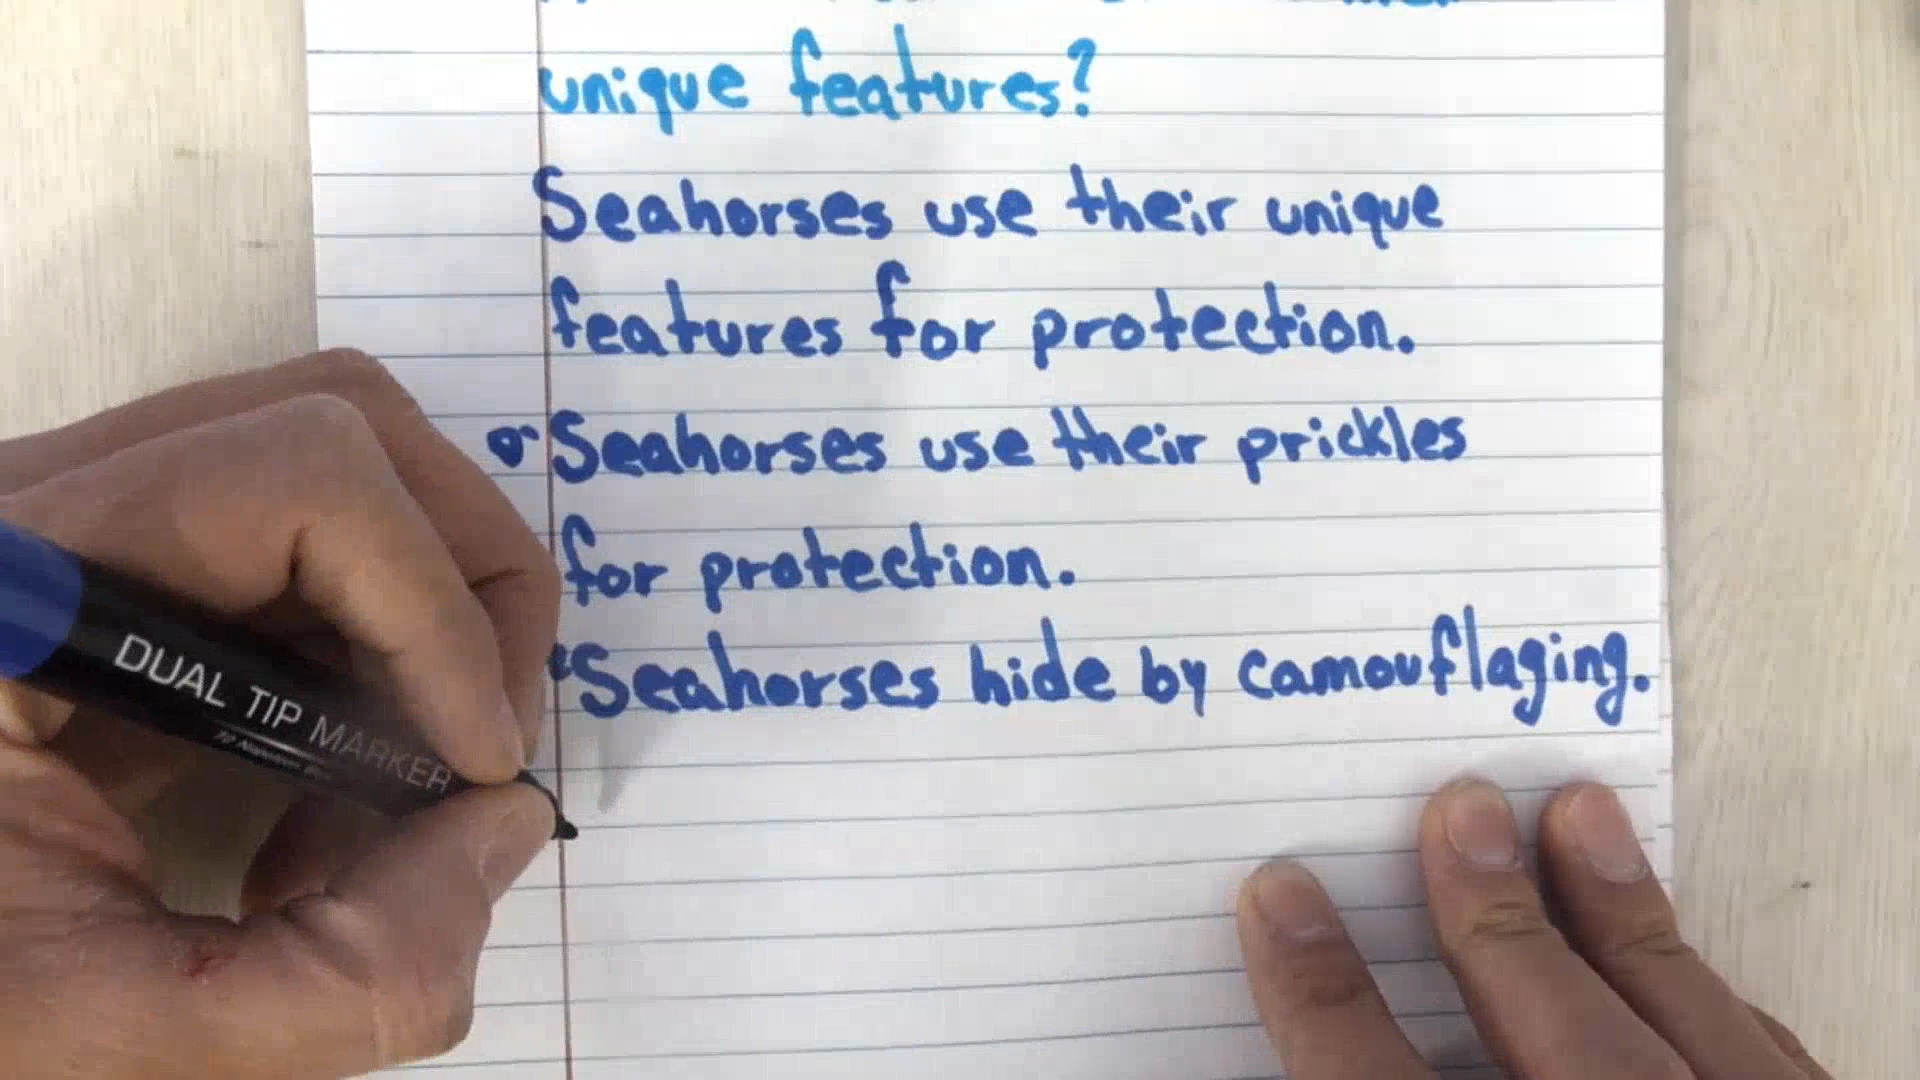 unique features?
Seahorses use their unique
features for protection.
Seahorses use their prickles
for protection.
Seahorses hide by camouflaging.
DUAL TIP MARKER